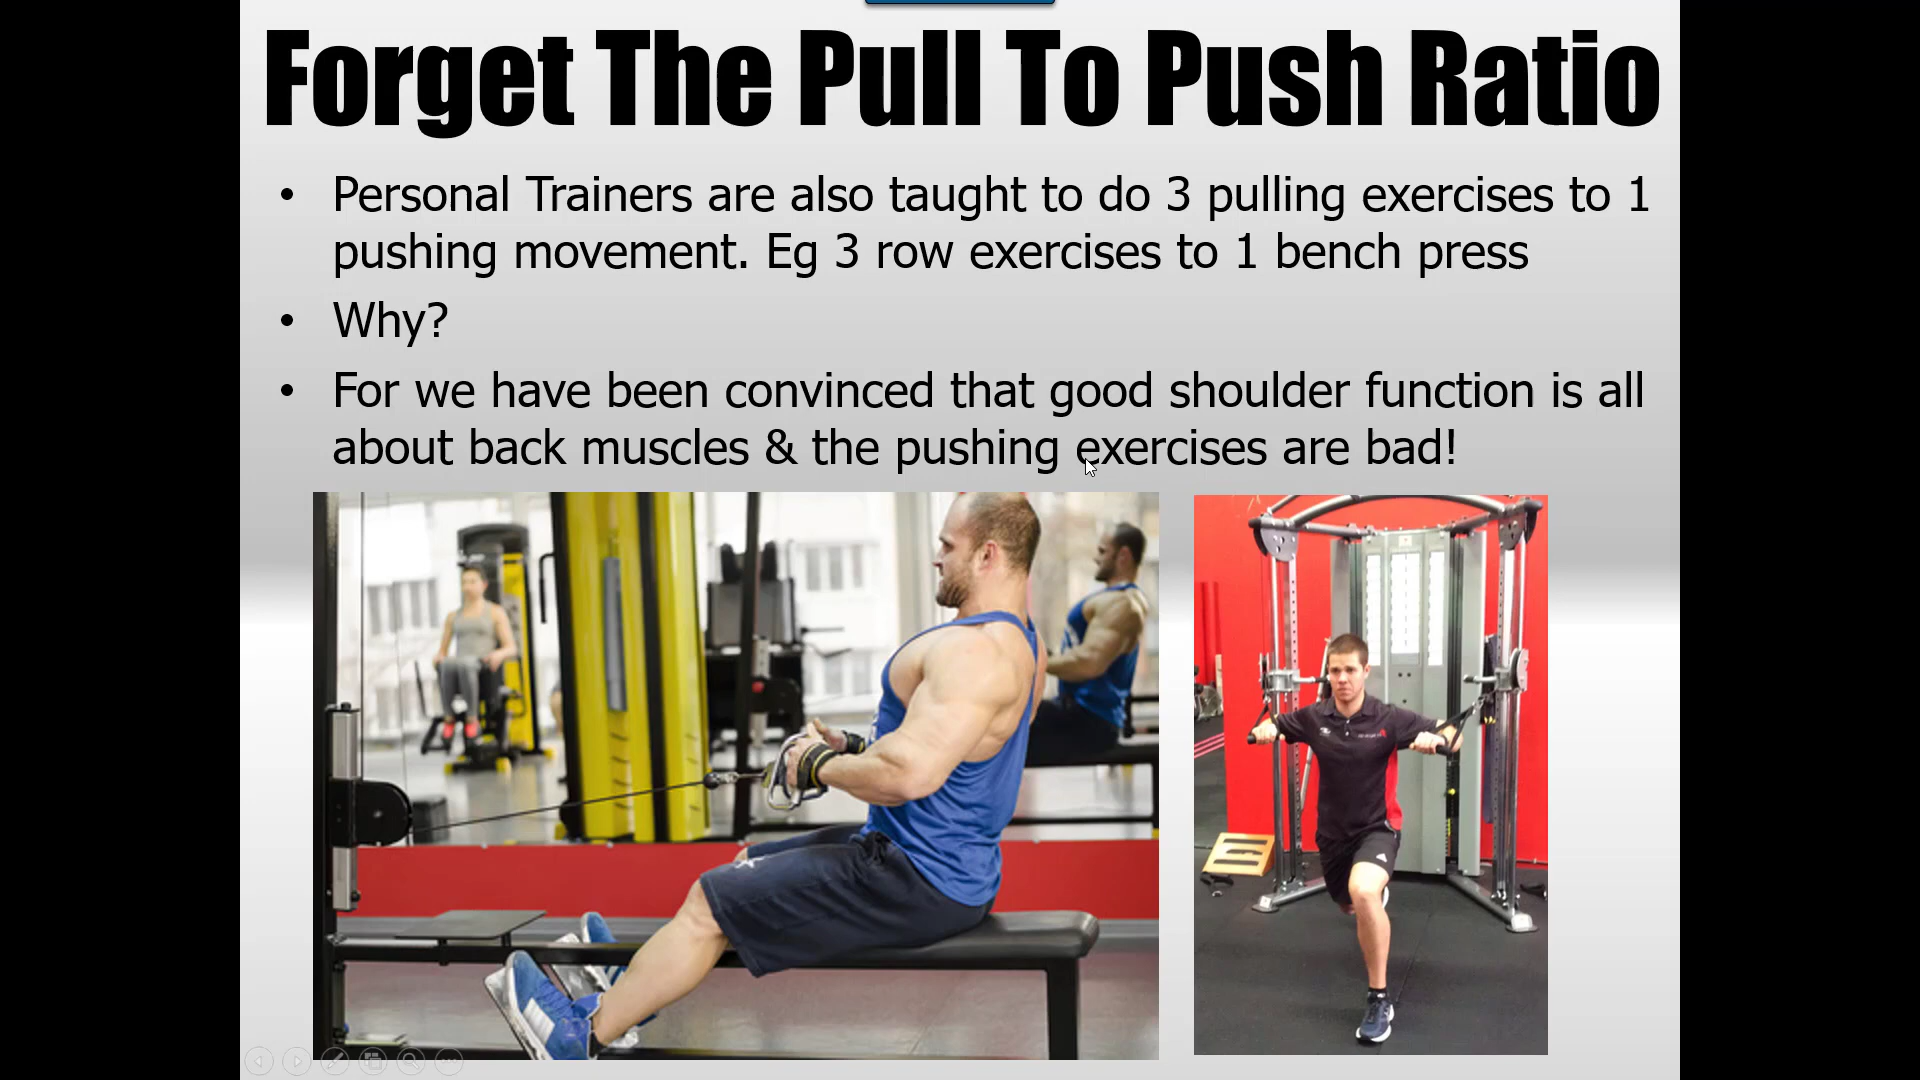 Forget The Pull To Push Ratio
• Personal Trainers are also taught to do 3 pulling exercises to 1
pushing movement. Eg 3 row exercises to 1 bench press
• Why?
• For we have been convinced that good shoulder function is all
about back muscles & the pushing exercises are bad!